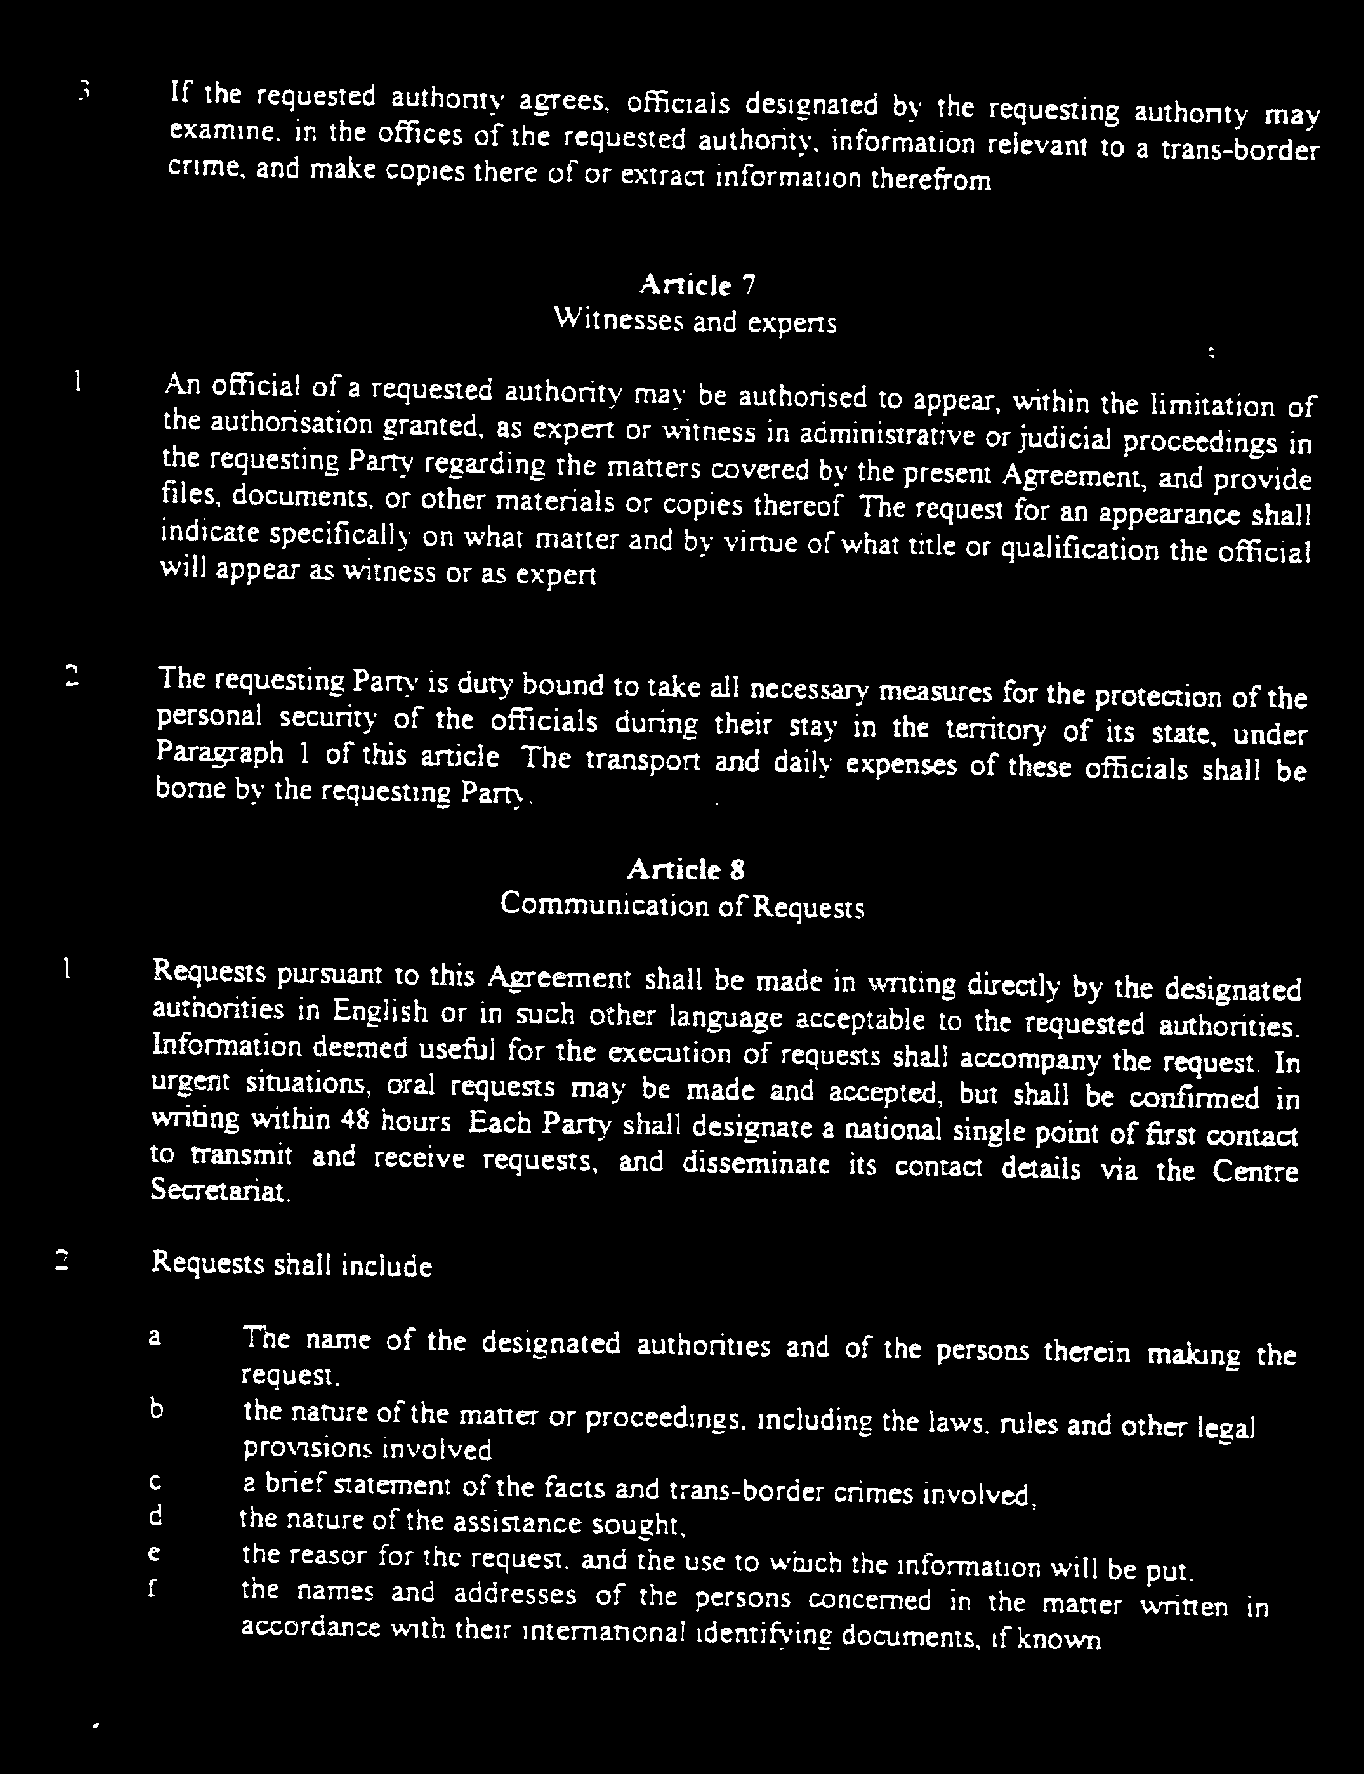 3 If the requested authority agrees, officials designated by the requesting authority may
examine, in the offices of the requested authority, information relevant to a trans-border
crime, and make copies there of or extract information therefrom
Article 7
Witnesses and experts
1 An official of a requested authority may be authorised to appear, within the limitation of
the authorisation granted, as expert or witness in administrative or judicial proceedings in
the requesting Party regarding the matters covered by the present Agreement, and provide
files, documents, or other materials or copies thereof The request for an appearance shall
indicate specifically on what matter and by virtue of what title or qualification the official
will appear as witness or as expert
2 The requesting Party is duty bound to take all necessary measures for the protection of the
personal security of the officials during their stay in the territory of its state, under
Paragraph 1 of this article The transport and daily expenses of these officials shall be
borne by the requesting Party.
Article 8
Communication of Requests
1 Requests pursuant to this Agreement shall be made in writing directly by the designated
authorities in English or in such other language acceptable to the requested authorities.
Information deemed useful for the execution of requests shall accompany the request. In
urgent situations, oral requests may be made and accepted, but shall be confirmed in
writing within 48 hours Each Party shall designate a national single point of first contact
to transmit and receive requests, and disseminate its contact details via the Centre
Secretariat.
2 Requests shall include
a The name of the designated authorities and of the persons therein making the
request.
b the nature of the matter or proceedings, including the laws, rules and other legal
provisions involved
c a brief statement of the facts and trans-border crimes involved,
d the nature of the assistance sought,
e the reason for the request, and the use to which the information will be put.
f the names and addresses of the persons concerned in the matter written in
accordance with their international identifying documents, if known